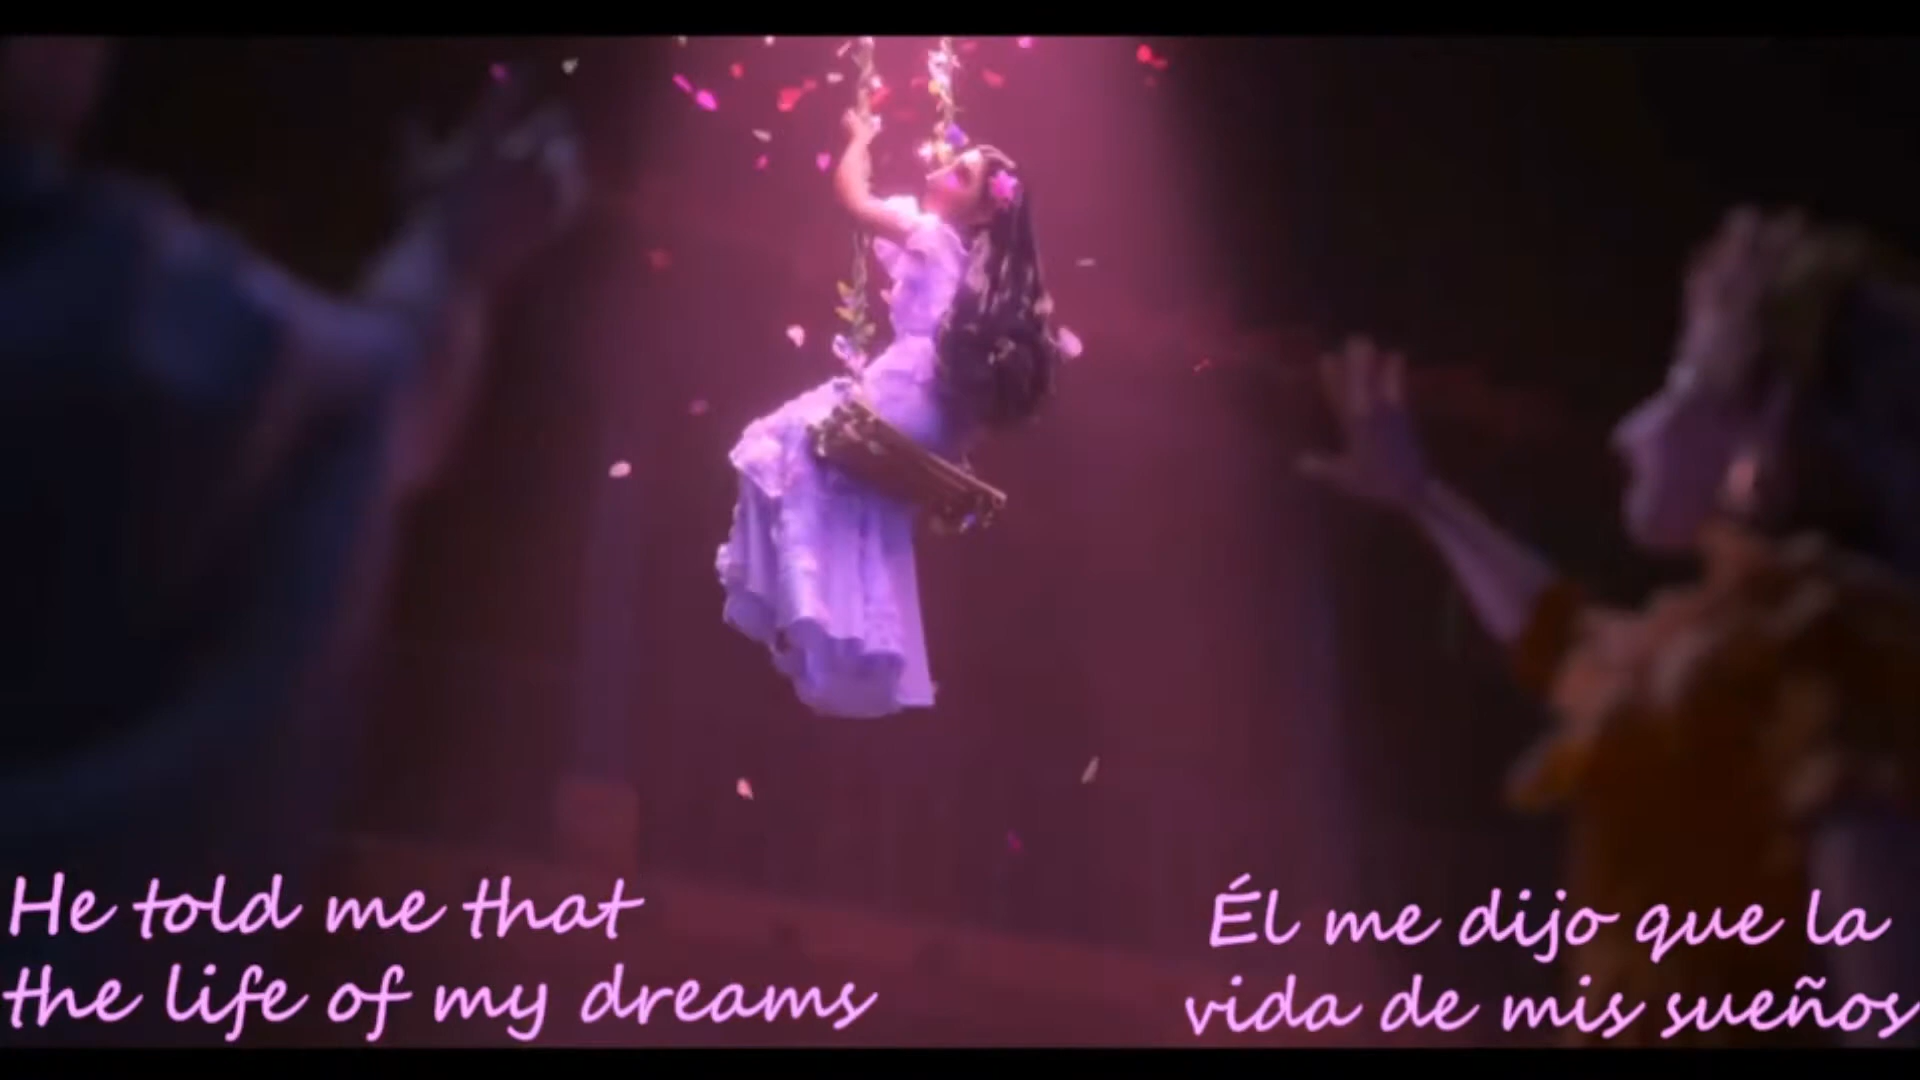 He told me that
the life of my dreams
Él me dijo que la
vida de mis sueños